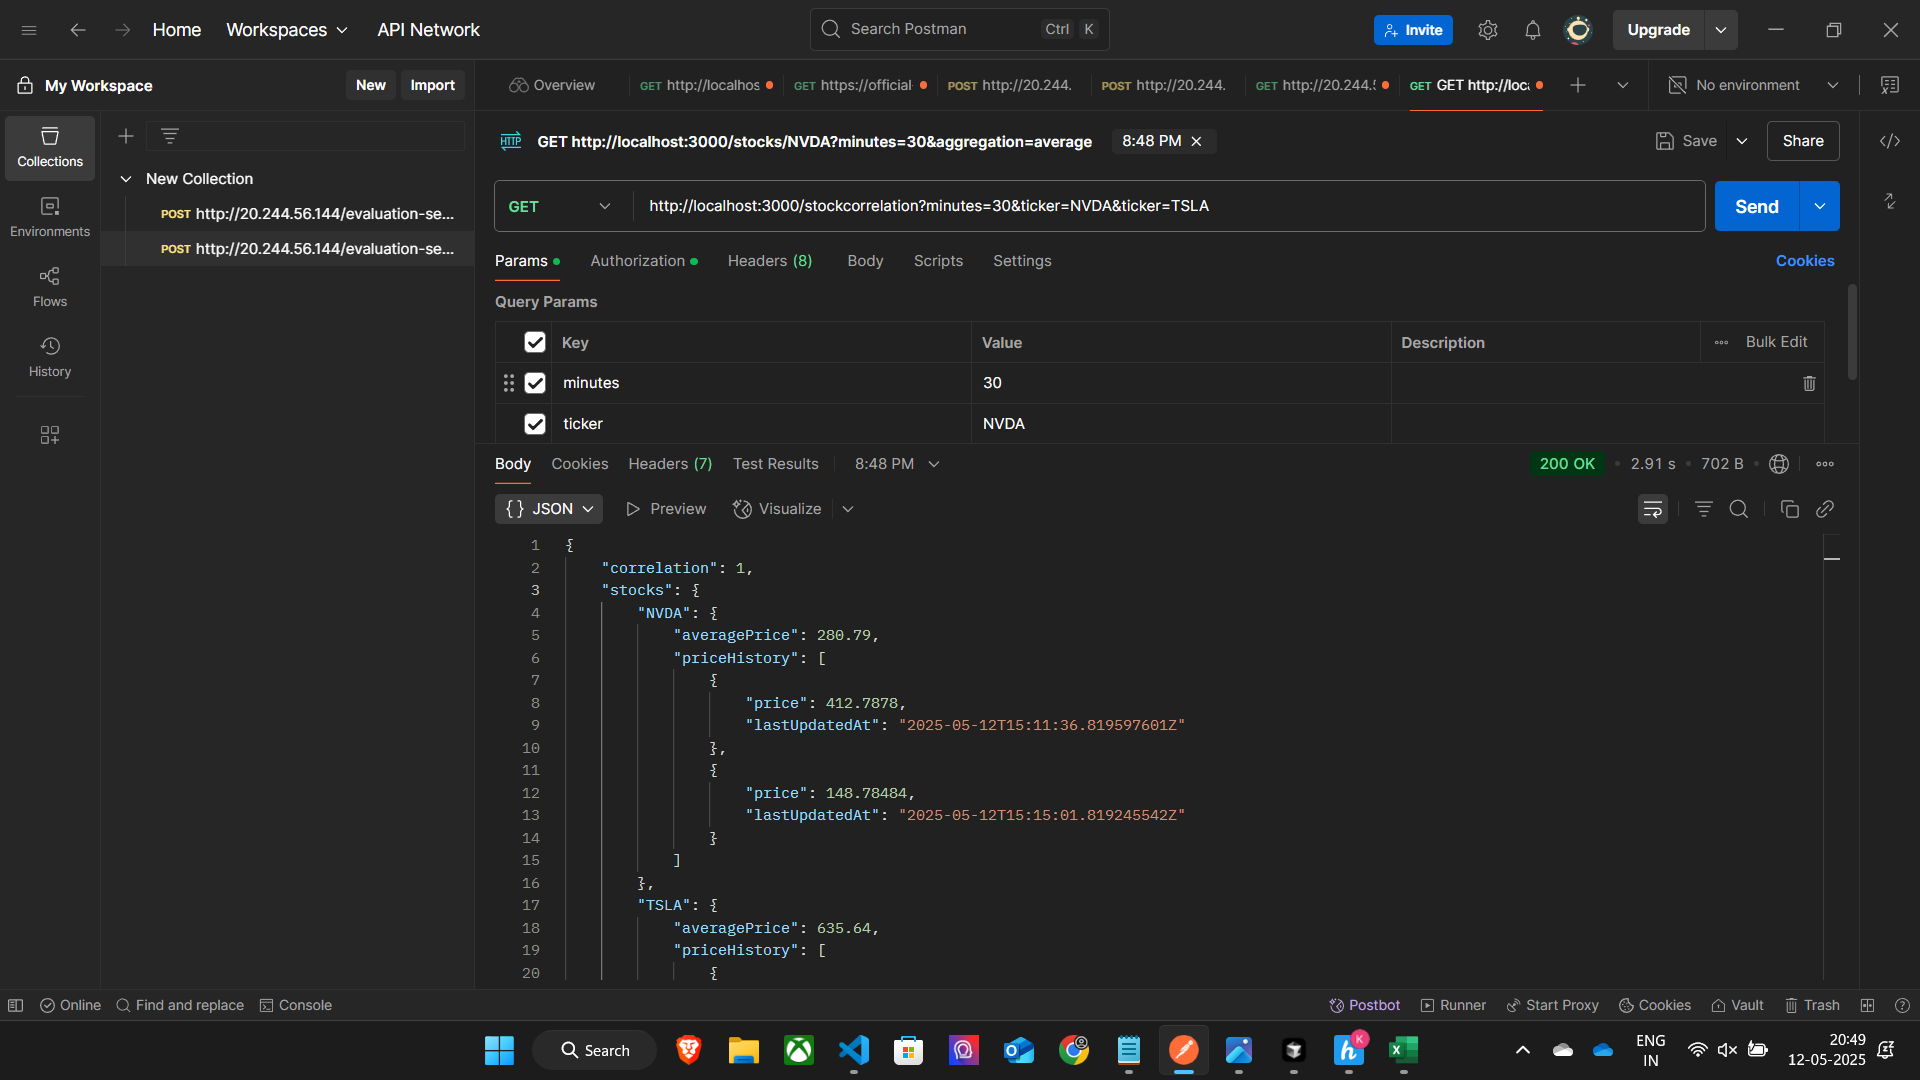 Home
Workspaces
API Network
Search Postman
Ctrl K
Invite
Upgrade
My Workspace
New
Import
Overview
GET http://localhos
GET https://official
POST http://20.244.
POST http://20.244.
GET http://20.244.5
GET GET http://loca
No environment
Collections
Environments
Flows
History
New Collection
POST http://20.244.56.144/evaluation-se...
POST http://20.244.56.144/evaluation-se...
HTTP GET http://localhost:3000/stocks/NVDA?minutes=30&aggregation=average
8:48 PM
Save
Share
GET
http://localhost:3000/stockcorrelation?minutes=30&ticker=NVDA&ticker=TSLA
Send
Params
Authorization
Headers (8)
Body
Scripts
Settings
Cookies
Query Params
Key Value Description Bulk Edit
minutes 30
ticker NVDA
Body
Cookies
Headers (7)
Test Results
8:48 PM
200 OK
2.91 s
702 B
{} JSON
Preview
Visualize
1 {
2 "correlation": 1,
3 "stocks": {
4 "NVDA": {
5 "averagePrice": 280.79,
6 "priceHistory": [
7 {
8 "price": 412.7878,
9 "lastUpdatedAt": "2025-05-12T15:11:36.819597601Z"
10 },
11 {
12 "price": 148.78484,
13 "lastUpdatedAt": "2025-05-12T15:15:01.819245542Z"
14 }
15 ]
16 },
17 "TSLA": {
18 "averagePrice": 635.64,
19 "priceHistory": [
20 {
Online
Find and replace
Console
Postbot
Runner
Start Proxy
Cookies
Vault
Trash
Search
K
ENG
IN
20:49
12-05-2025